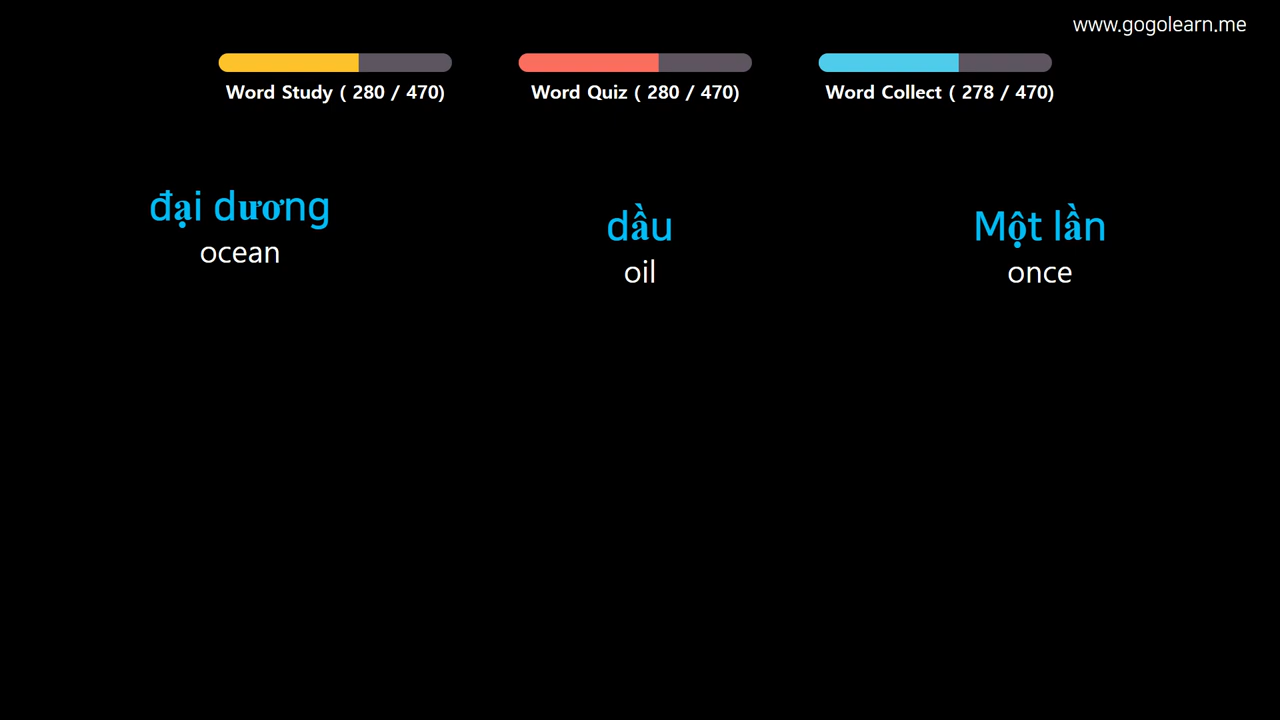 www.gogolearn.me
Word Study ( 280 / 470)
Word Quiz ( 280 / 470)
Word Collect ( 278 / 470)
đại dương
ocean
dầu
oil
Một lần
once